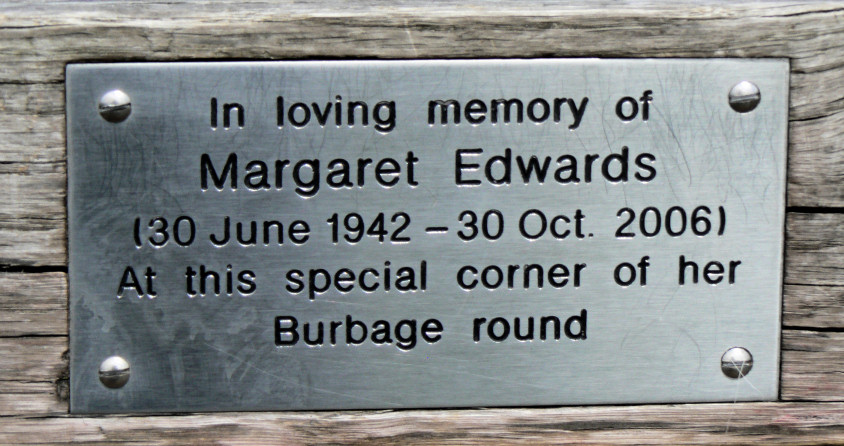 In loving memory of
Margaret Edwards
(30 June 1942 – 30 Oct. 2006)
At this special corner of her
Burbage round